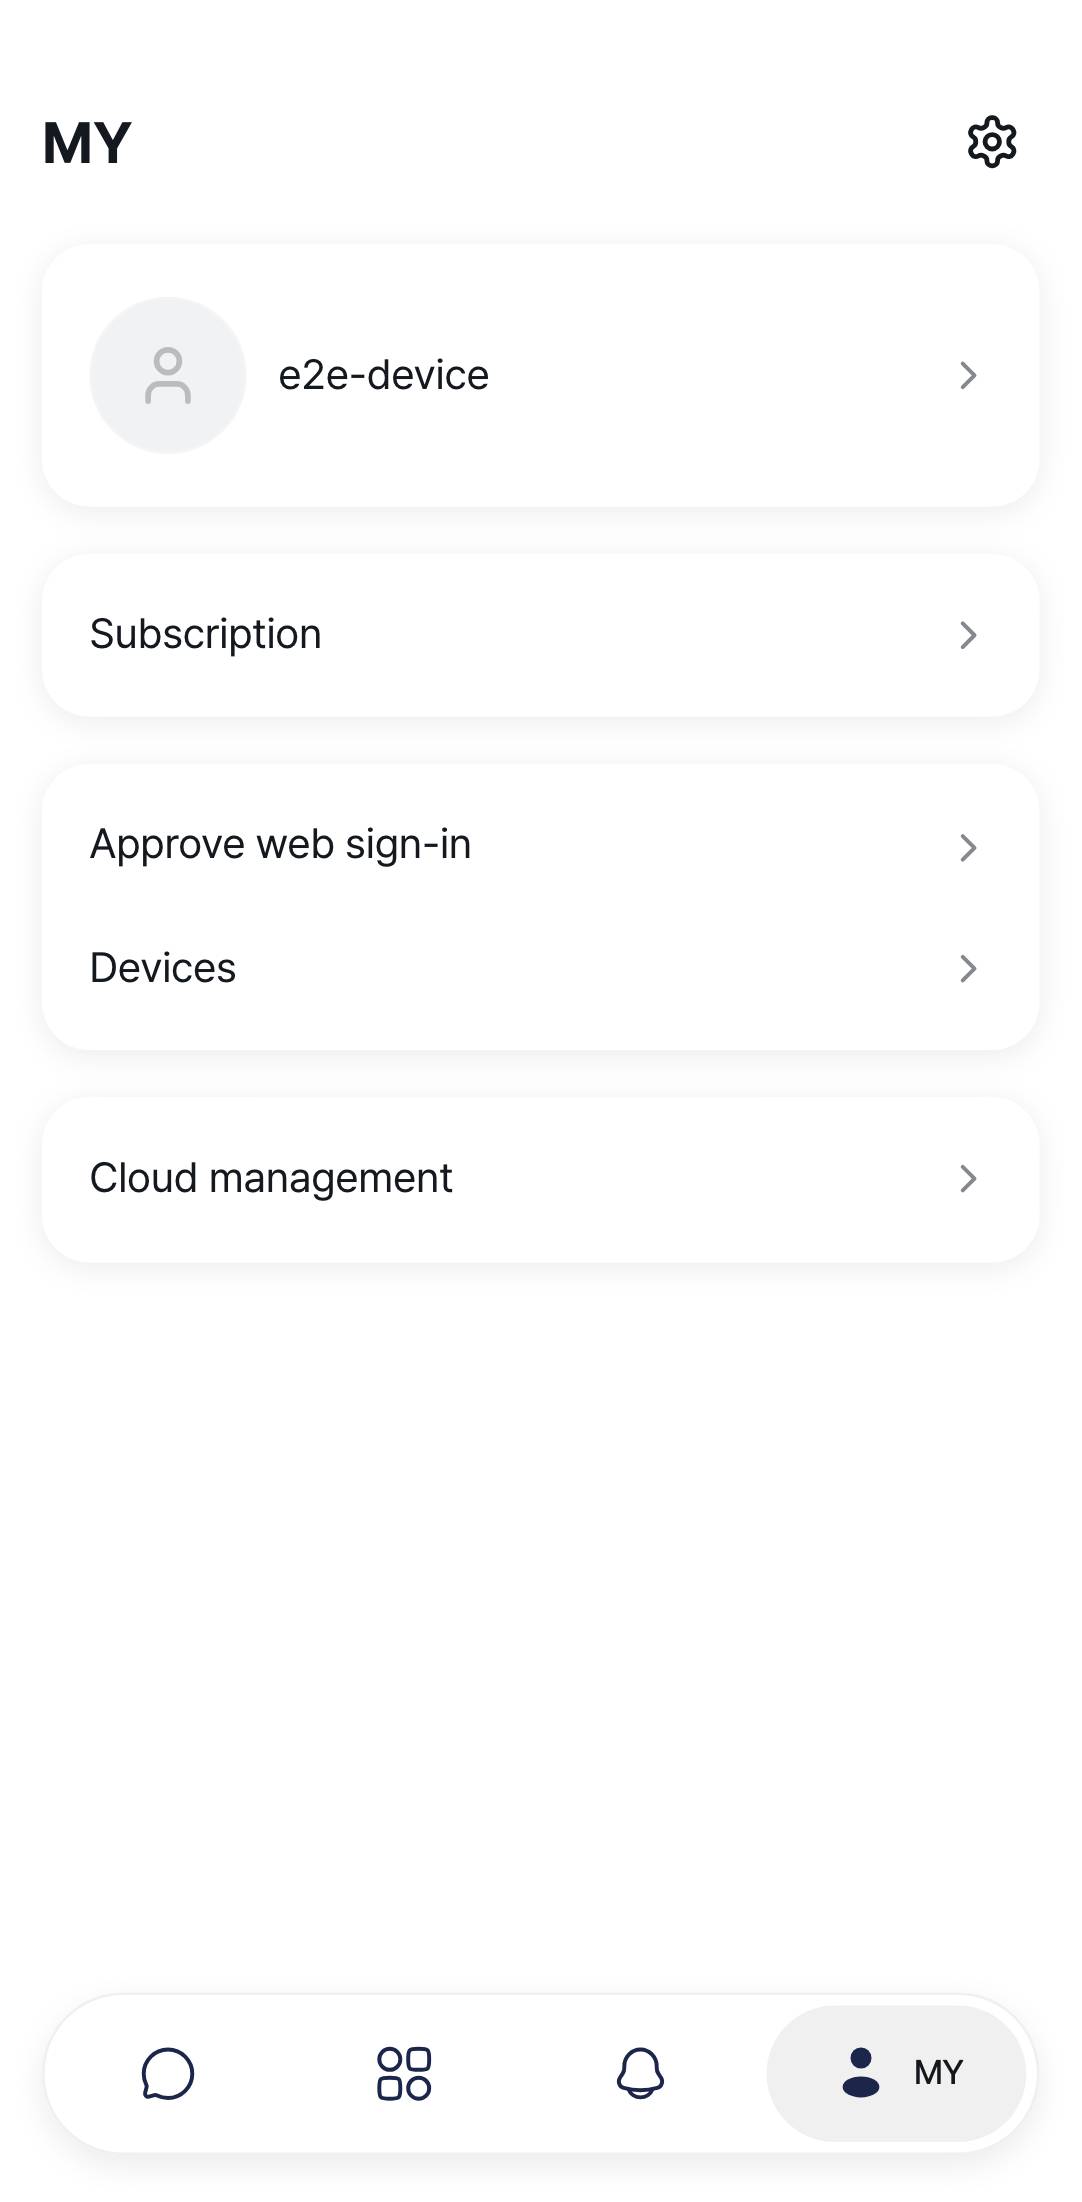 MY
e2e-device
Subscription
Approve web sign-in
Devices
Cloud management
MY